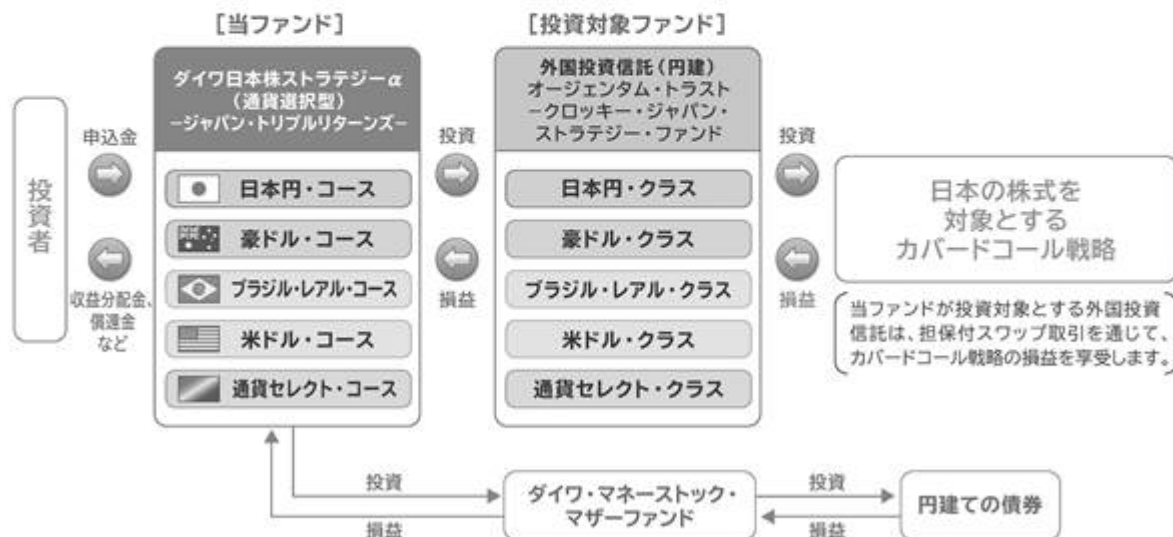 [当ファンド]
[投資対象ファンド]
投資者
申込金
収益分配金、
償還金
など
ダイワ日本株ストラテジーα
(通貨選択型)
－ジャパン・トリプルリターンズ－
日本円・コース
豪ドル・コース
ブラジル・レアル・コース
米ドル・コース
通貨セレクト・コース
投資
損益
外国投資信託(円建)
オージェンタム・トラスト
－クロッキー・ジャパン・
ストラテジー・ファンド
日本円・クラス
豪ドル・クラス
ブラジル・レアル・クラス
米ドル・クラス
通貨セレクト・クラス
投資
損益
日本の株式を
対象とする
カバードコール戦略
当ファンドが投資対象とする外国投資
信託は、担保付スワップ取引を通じて、
カバードコール戦略の損益を享受します。
投資
損益
ダイワ・マネーストック・
マザーファンド
投資
損益
円建ての債券